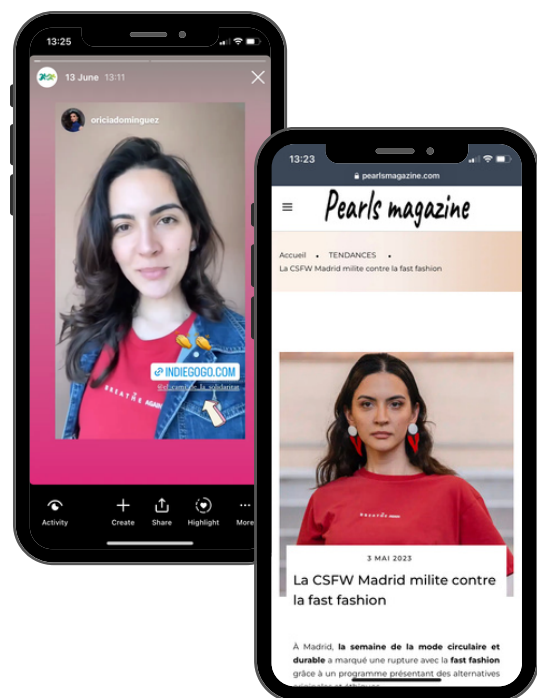 13:25
13 June 13:11
oriciadominguez
BREATHE AGAIN
INDIEGOGO.COM
Activity
Create
Share
Highlight
More
13:23
pearlsmagazine.com
Pearls magazine
Accueil • TENDANCES •
La CSFW Madrid milite contre la fast fashion
BREATHE
3 MAI 2023
La CSFW Madrid milite contre
la fast fashion
À Madrid, la semaine de la mode circulaire et
durable a marqué une rupture avec la fast fashion
grâce à un programme présentant des alternatives